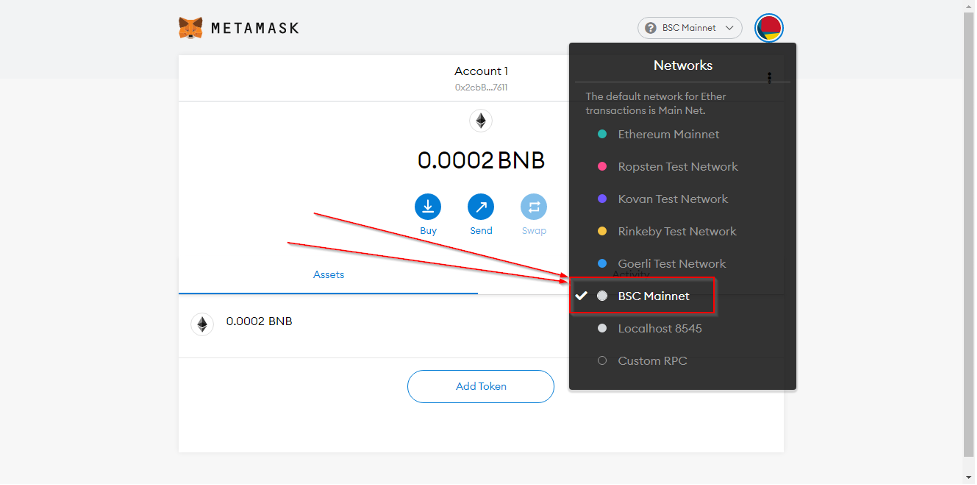 METAMASK
BSC Mainnet
Account 1
0x2cbB...7611
0.0002 BNB
Buy
Send
Swap
Assets
Activity
0.0002 BNB
Add Token
Networks
The default network for Ether
transactions is Main Net.
Ethereum Mainnet
Ropsten Test Network
Kovan Test Network
Rinkeby Test Network
Goerli Test Network
BSC Mainnet
Localhost 8545
Custom RPC